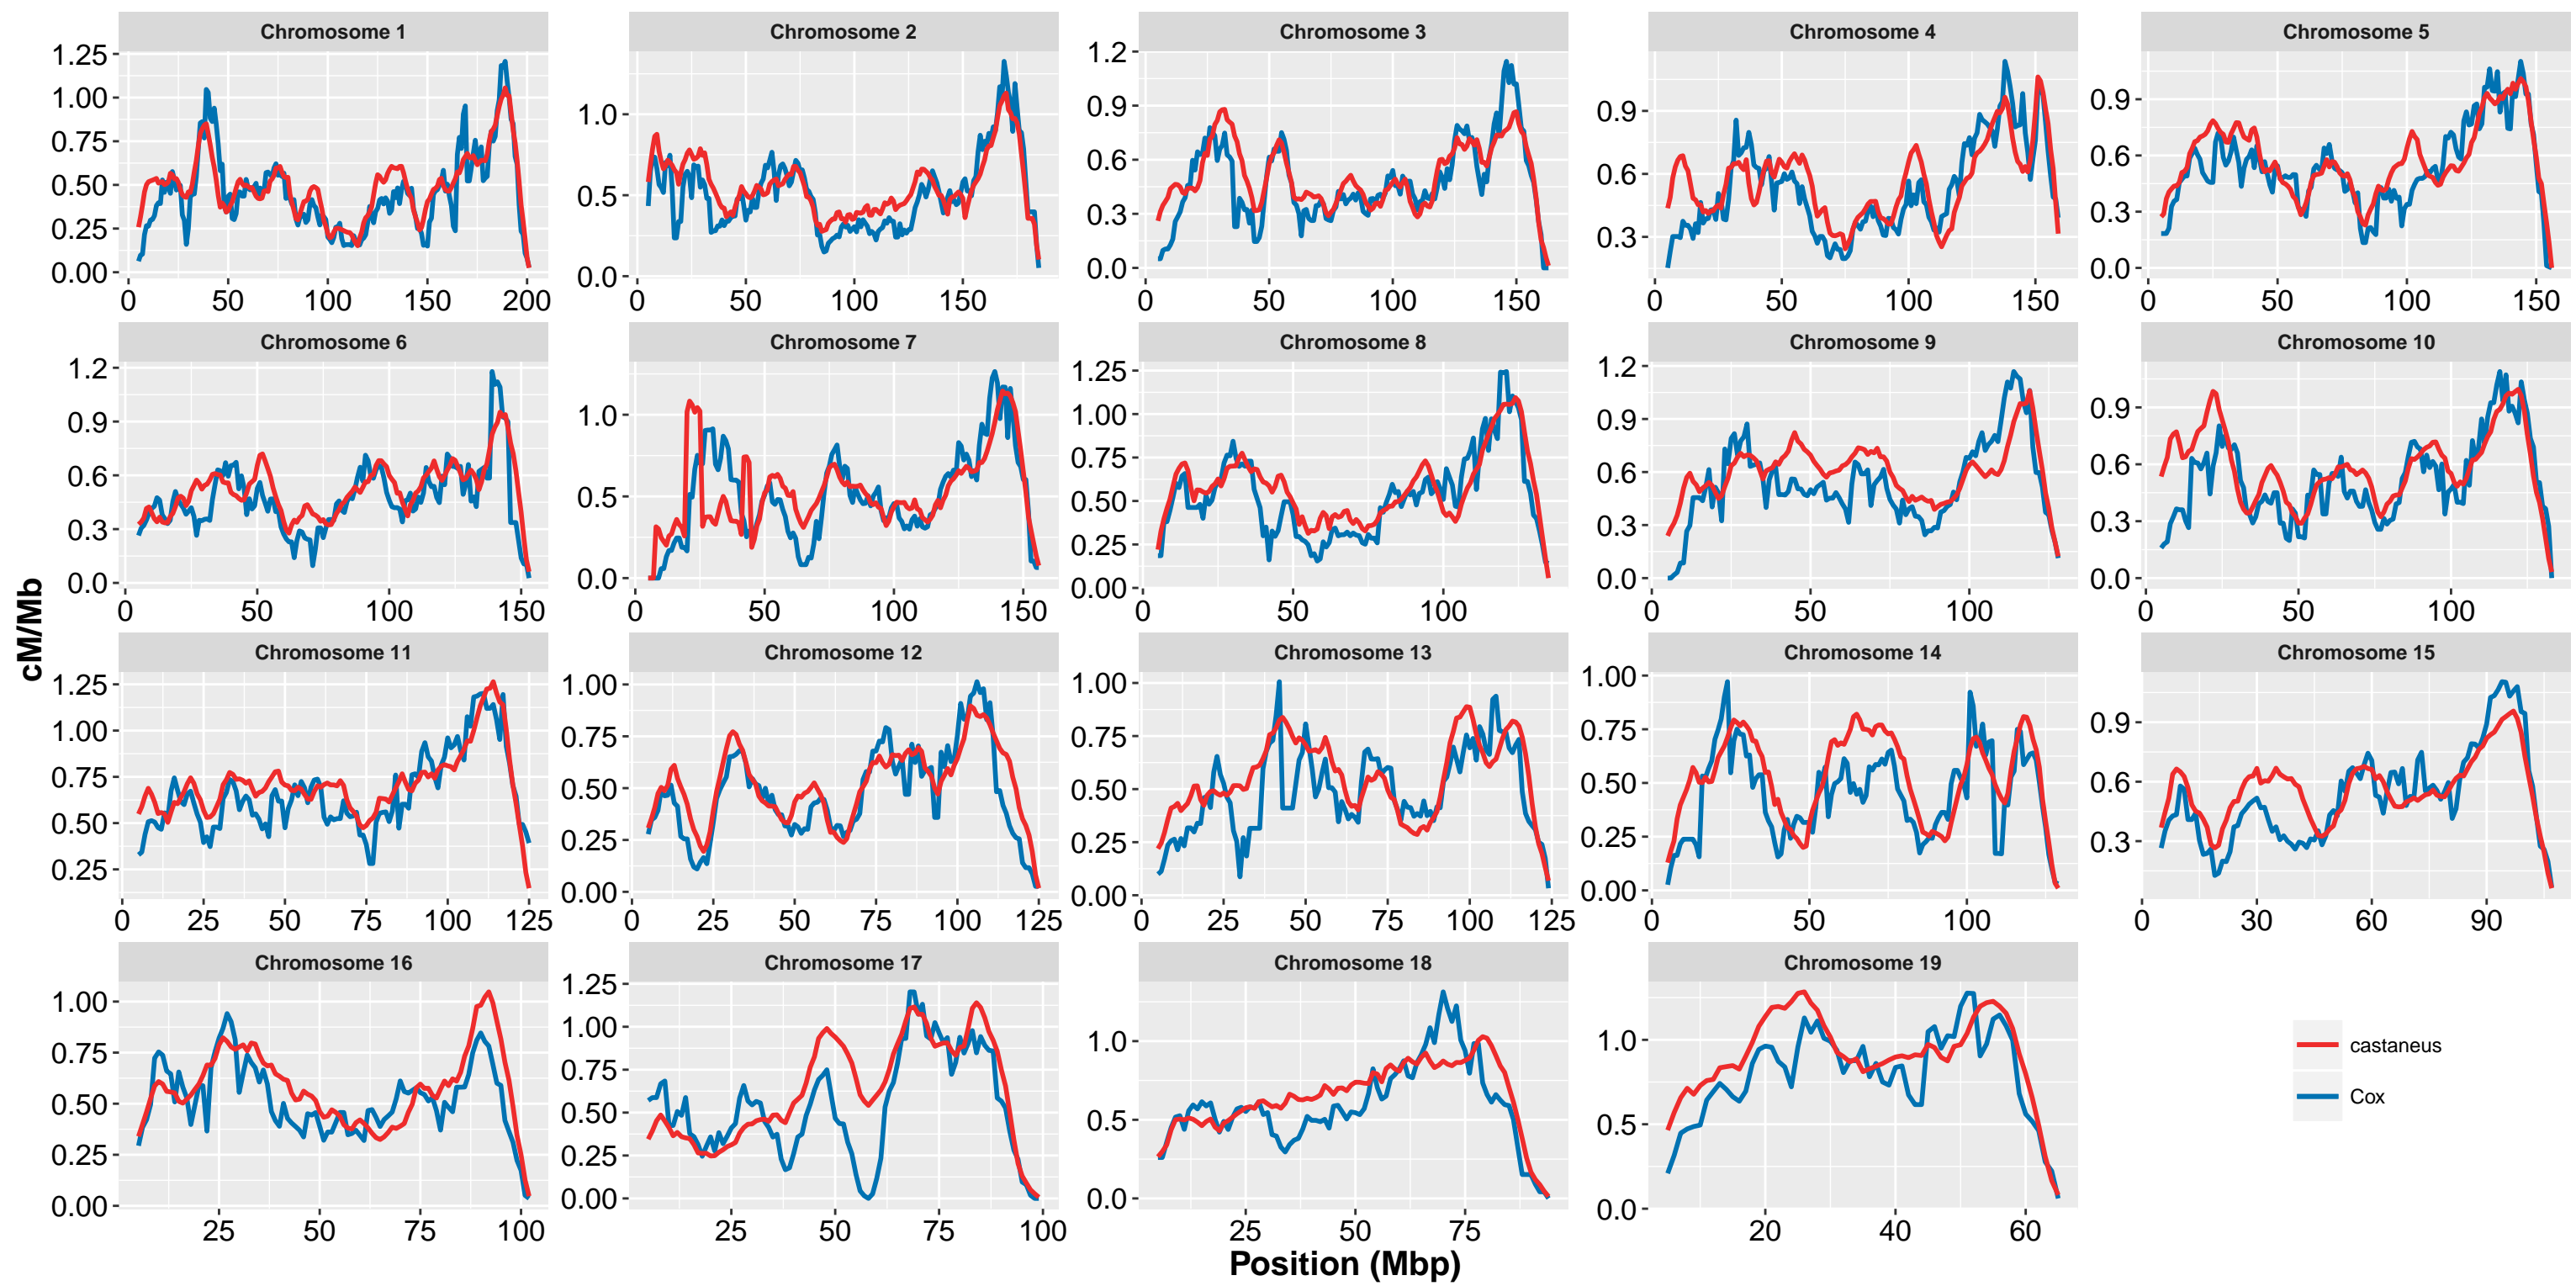 Chromosome 1 Chromosome 2 Chromosome 3 Chromosome 4 Chromosome 5
1.25 1.00 0.75 0.50 0.25 0.00
1.0 0.5 0.0
1.2 0.9 0.6 0.3 0.0
0.9 0.6 0.3
0.9 0.6 0.3 0.0
0 50 100 150 200
0 50 100 150
0 50 100 150
0 50 100 150
0 50 100 150
Chromosome 6 Chromosome 7 Chromosome 8 Chromosome 9 Chromosome 10
1.2 0.9 0.6 0.3 0.0
1.0 0.5 0.0
1.25 1.00 0.75 0.50 0.25 0.00
1.2 0.9 0.6 0.3 0.0
0.9 0.6 0.3 0.0
0 50 100 150
0 50 100 150
0 50 100
0 50 100
0 50 100
cM/Mb
Chromosome 11 Chromosome 12 Chromosome 13 Chromosome 14 Chromosome 15
1.25 1.00 0.75 0.50 0.25
1.00 0.75 0.50 0.25 0.00
1.00 0.75 0.50 0.25 0.00
1.00 0.75 0.50 0.25 0.00
0.9 0.6 0.3
0 25 50 75 100 125
0 25 50 75 100 125
0 25 50 75 100 125
0 50 100
0 30 60 90
Chromosome 16 Chromosome 17 Chromosome 18 Chromosome 19
1.00 0.75 0.50 0.25 0.00
1.25 1.00 0.75 0.50 0.25 0.00
1.0 0.5 0.0
1.0 0.5 0.0
25 50 75 100
25 50 75 100
25 50 75
20 40 60
castaneus
Cox
Position (Mbp)